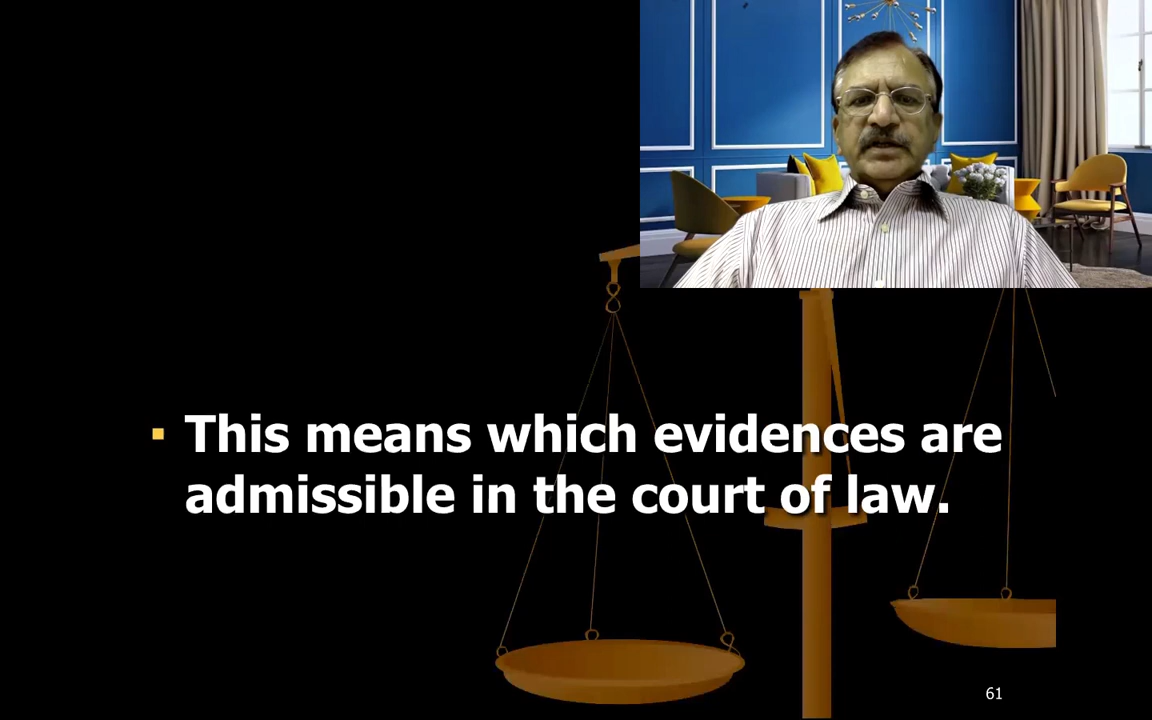 ▪ This means which evidences are
admissible in the court of law.
61